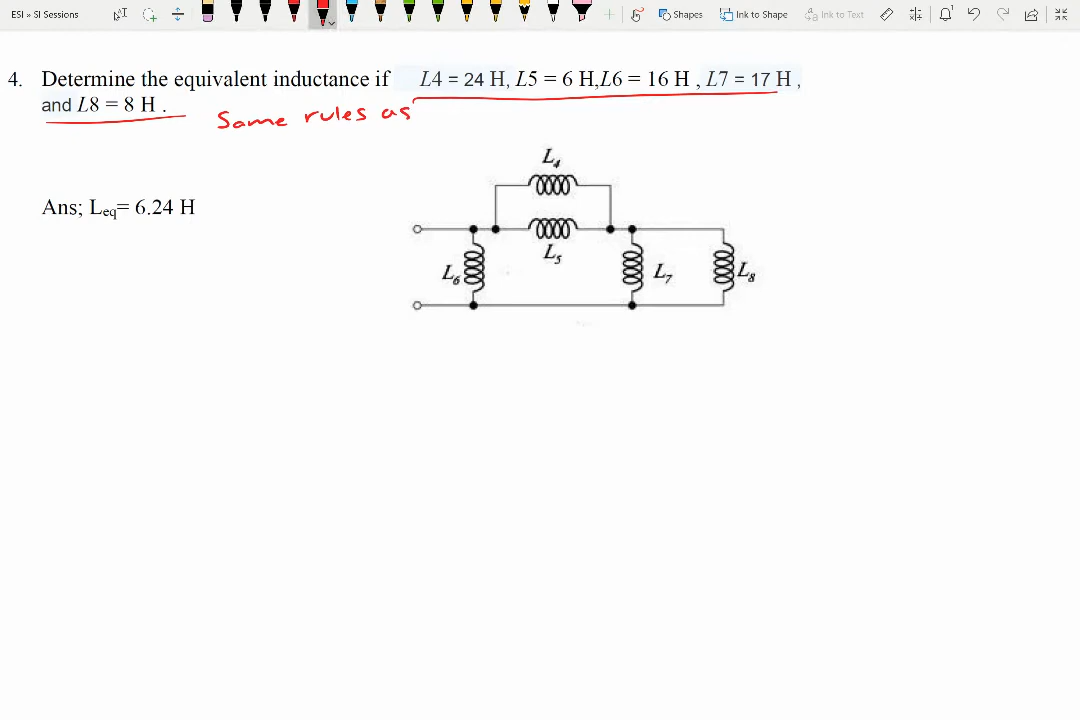 ESI » SI Sessions
Shapes
Ink to Shape
Ink to Text
4. Determine the equivalent inductance if L4 = 24 H, L5 = 6 H,L6 = 16 H , L7 = 17 H ,
and L8 = 8 H .
Same rules as
Ans; Leq= 6.24 H
L4
L5
L6
L7
L8